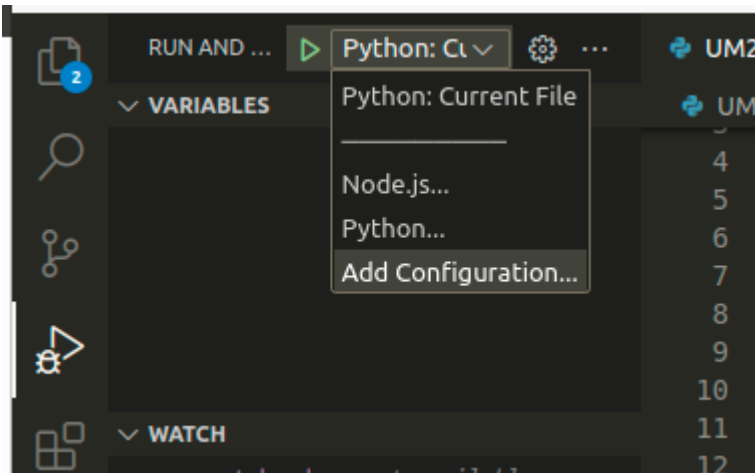 RUN AND ...
Python: Cu
UM2
2
VARIABLES
Python: Current File
UM
Node.js...
Python...
Add Configuration...
4
5
6
7
8
9
10
11
12
WATCH